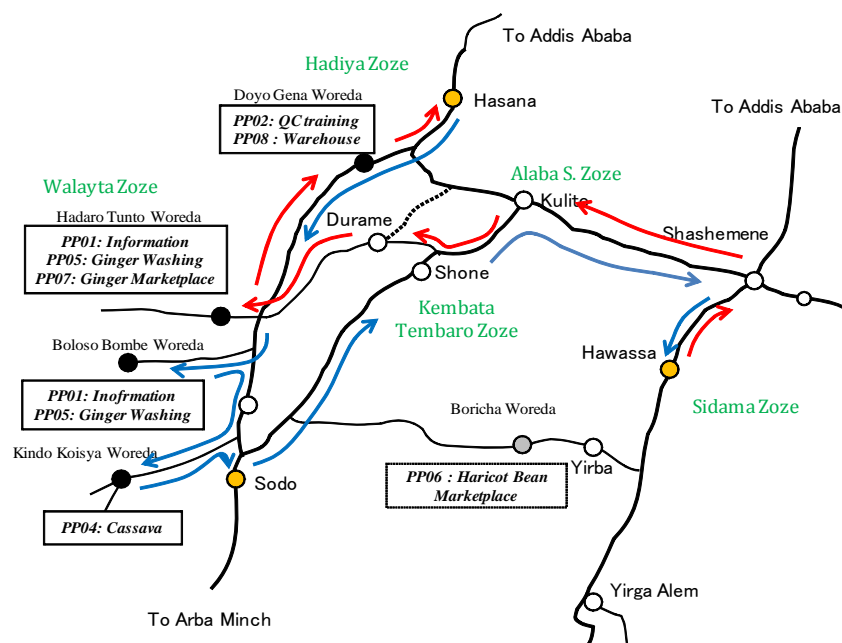 To Addis Ababa
Hadiya Zoze
Doyo Gena Woreda
PP02: QC training
PP08 : Warehouse
Hasana
To Addis Ababa
Walayta Zoze
Alaba S. Zoze
Hadaro Tunto Woreda
Kulito
PP01: Information
PP05: Ginger Washing
PP07: Ginger Marketplace
Durame
Shashemene
Shone
Kembata
Tembaro Zoze
Boloso Bombe Woreda
Hawassa
PP01: Inofrmation
PP05: Ginger Washing
Sidama Zoze
Boricha Woreda
Kindo Koisya Woreda
Yirba
Sodo
PP06 : Haricot Bean
Marketplace
PP04: Cassava
Yirga Alem
To Arba Minch